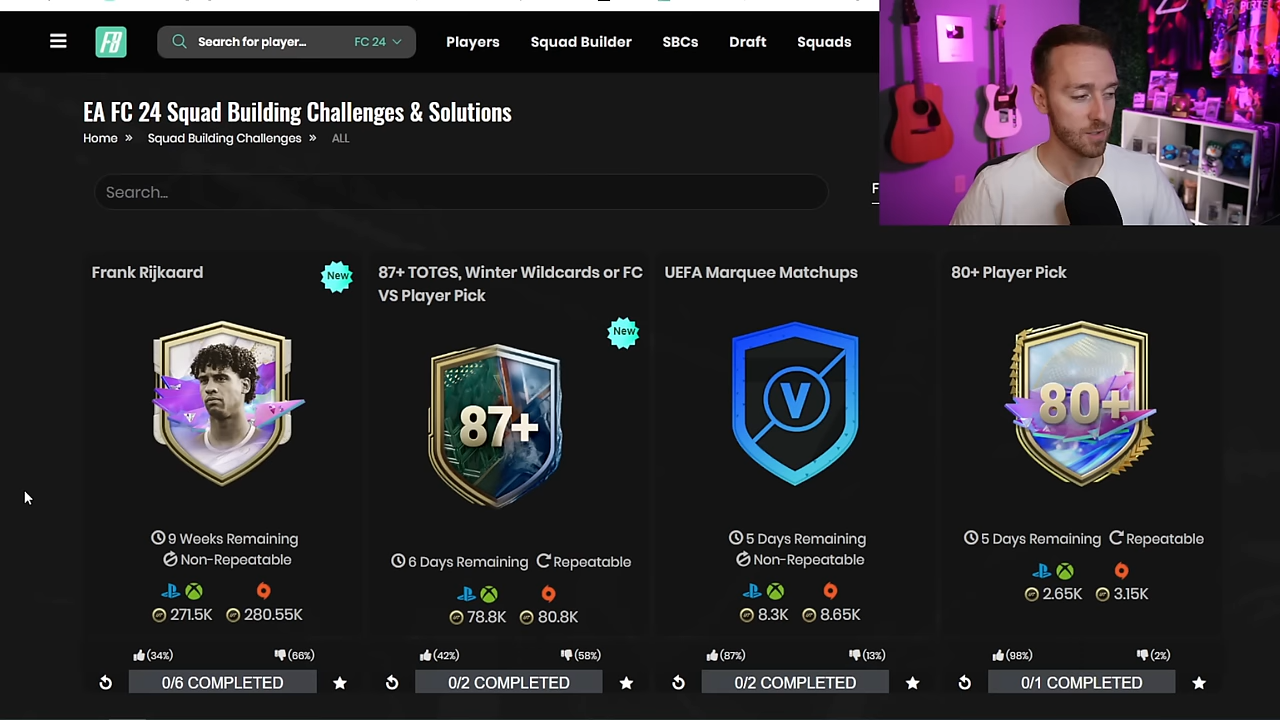 FB
Search for player...
FC 24
Players
Squad Builder
SBCs
Draft
Squads
EA FC 24 Squad Building Challenges & Solutions
Home » Squad Building Challenges » ALL
Search...
F
Frank Rijkaard
New
9 Weeks Remaining
Non-Repeatable
271.5K 280.55K
(34%) (66%)
0/6 COMPLETED
87+ TOTGS, Winter Wildcards or FC
VS Player Pick
New
87+
6 Days Remaining Repeatable
78.8K 80.8K
(42%) (58%)
0/2 COMPLETED
UEFA Marquee Matchups
V
5 Days Remaining
Non-Repeatable
8.3K 8.65K
(87%) (13%)
0/2 COMPLETED
80+ Player Pick
80+
5 Days Remaining Repeatable
2.65K 3.15K
(98%) (2%)
0/1 COMPLETED